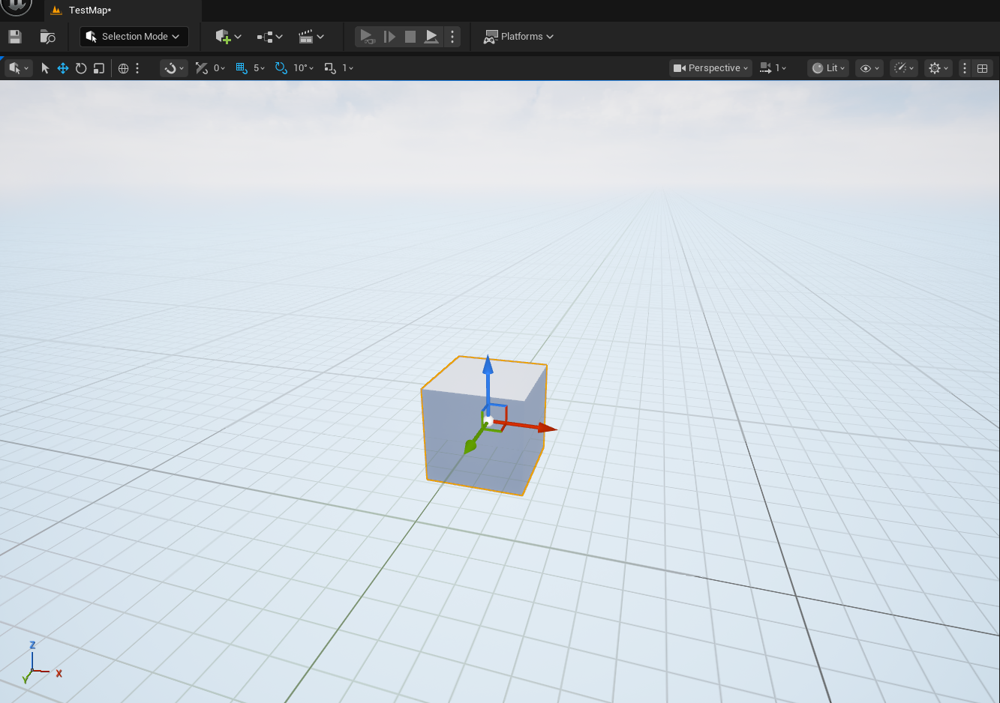 TestMap*
Selection Mode
Platforms
0 5 10° 1 Perspective 1 Lit
Z
X
Y